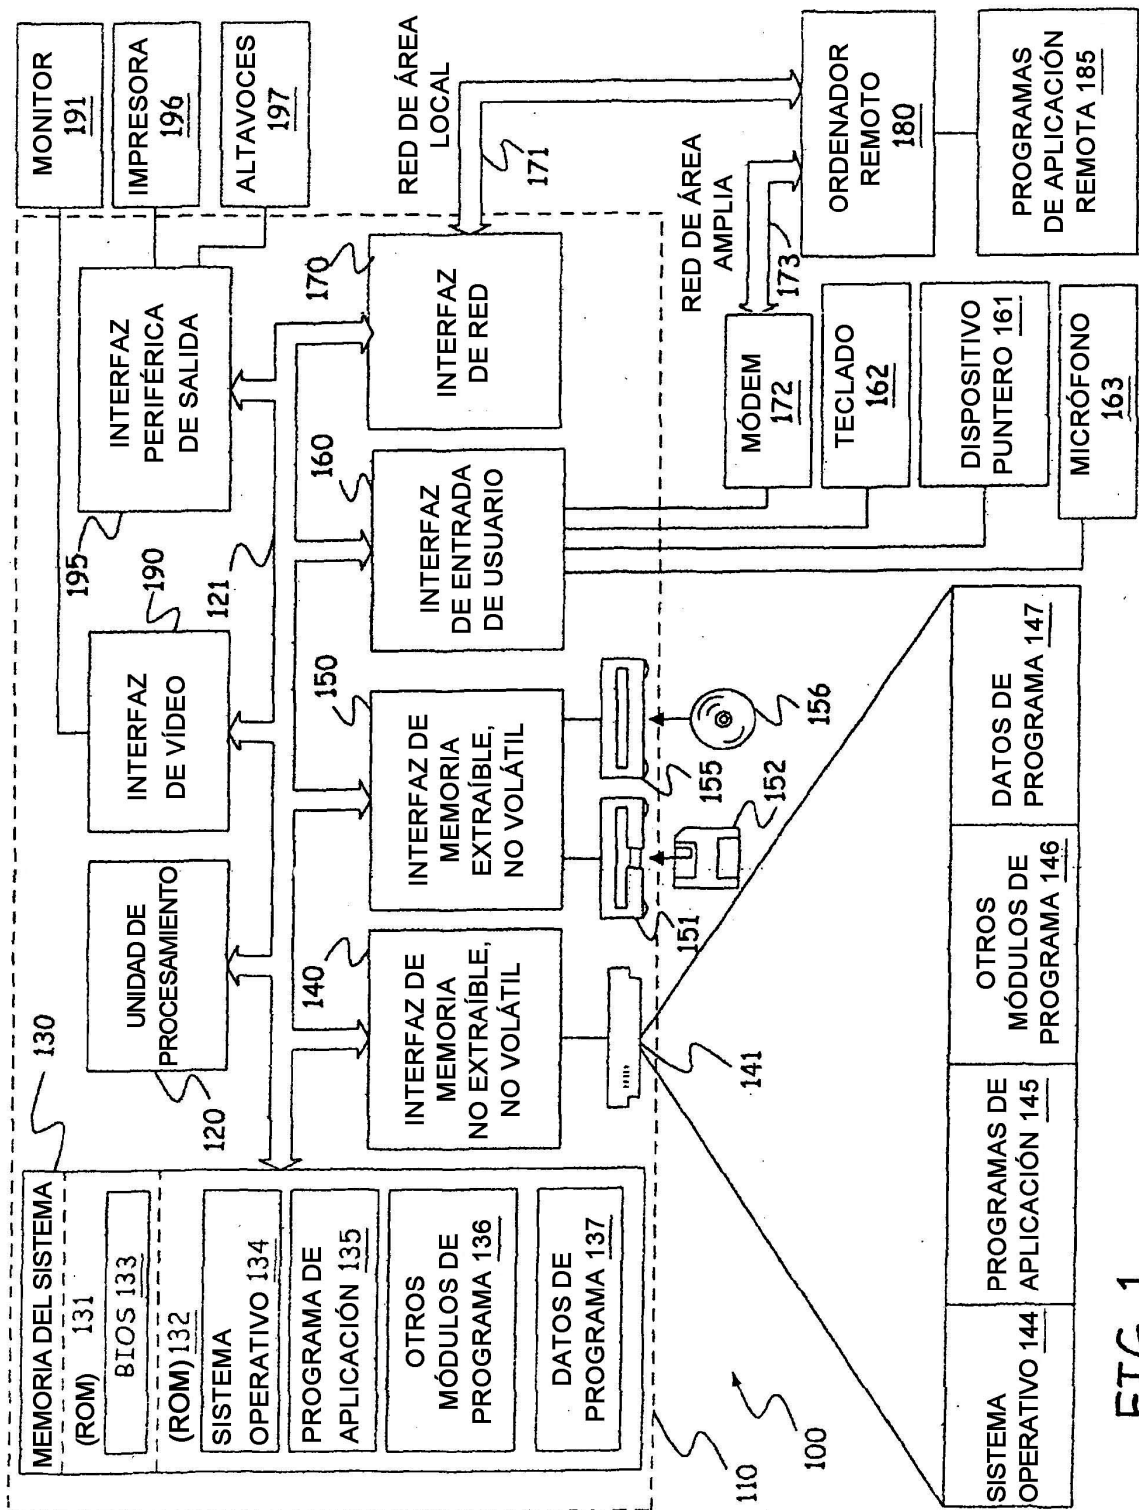 MEMORIA DEL SISTEMA
130
(ROM) 131
BIOS 133
(ROM) 132
SISTEMA
OPERATIVO 134
PROGRAMA DE
APLICACIÓN 135
OTROS
MÓDULOS DE
PROGRAMA 136
DATOS DE
PROGRAMA 137
UNIDAD DE
PROCESAMIENTO
120
INTERFAZ
DE VÍDEO
190
INTERFAZ
PERIFÉRICA
DE SALIDA
195
121
MONITOR
191
IMPRESORA
196
ALTAVOCES
197
INTERFAZ DE
MEMORIA
NO EXTRAÍBLE,
NO VOLÁTIL
140
INTERFAZ DE
MEMORIA
EXTRAÍBLE,
NO VOLÁTIL
150
INTERFAZ
DE ENTRADA
DE USUARIO
160
INTERFAZ
DE RED
170
RED DE ÁREA
LOCAL
171
141
151
152
155
156
RED DE ÁREA
AMPLIA
173
MÓDEM
172
TECLADO
162
DISPOSITIVO
PUNTERO 161
MICRÓFONO
163
ORDENADOR
REMOTO
180
PROGRAMAS
DE APLICACIÓN
REMOTA 185
110
100
SISTEMA
OPERATIVO 144
PROGRAMAS DE
APLICACIÓN 145
OTROS
MÓDULOS DE
PROGRAMA 146
DATOS DE
PROGRAMA 147
FIG. 1